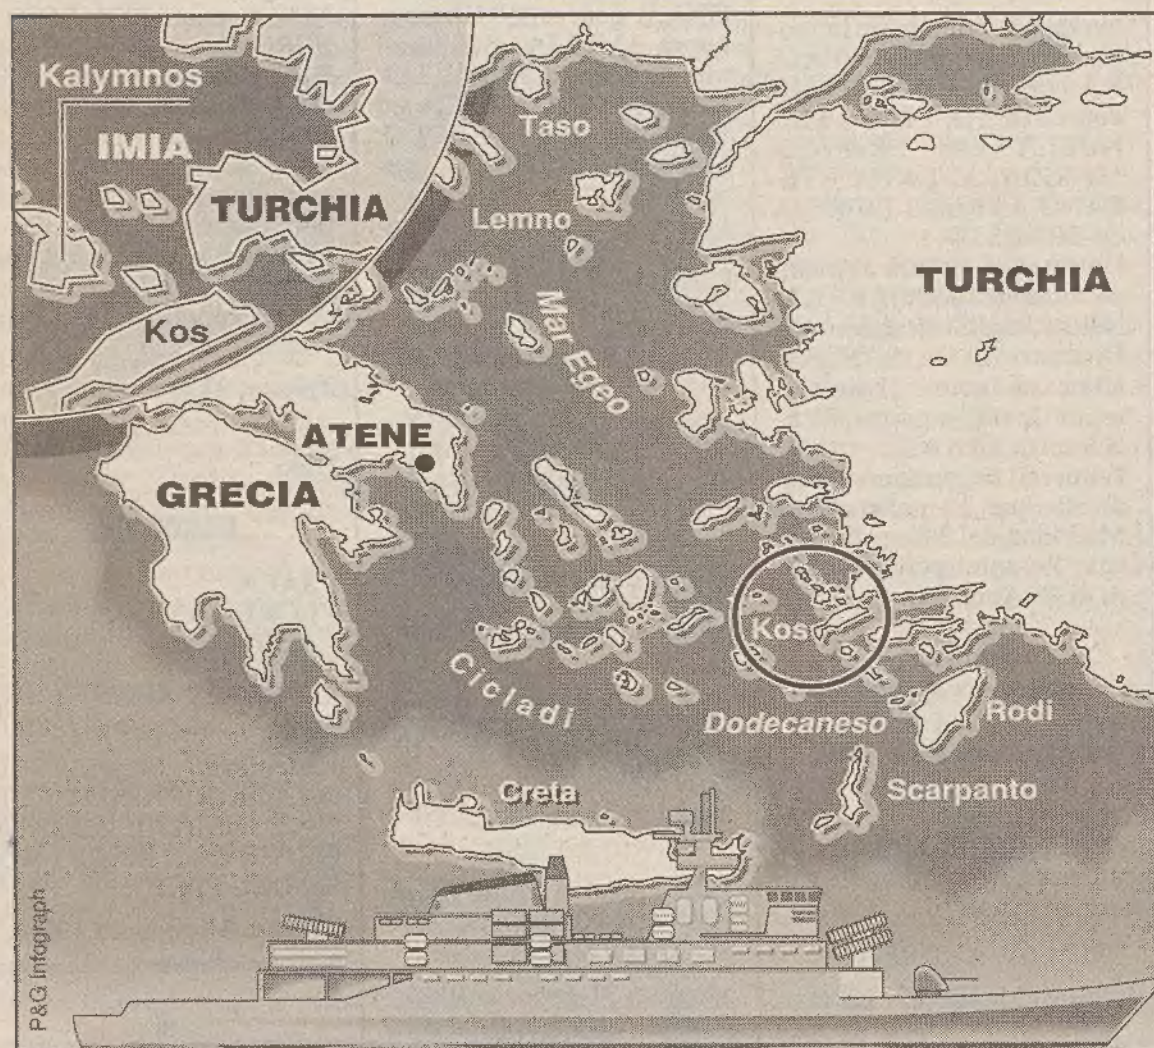 Kalymnos
IMIA
TURCHIA
Kos
Taso
Lemno
Mar Egeo
TURCHIA
ATENE
GRECIA
Kos
Cicladi
Dodecaneso
Rodi
Scarpanto
Creta
P&G Infograph